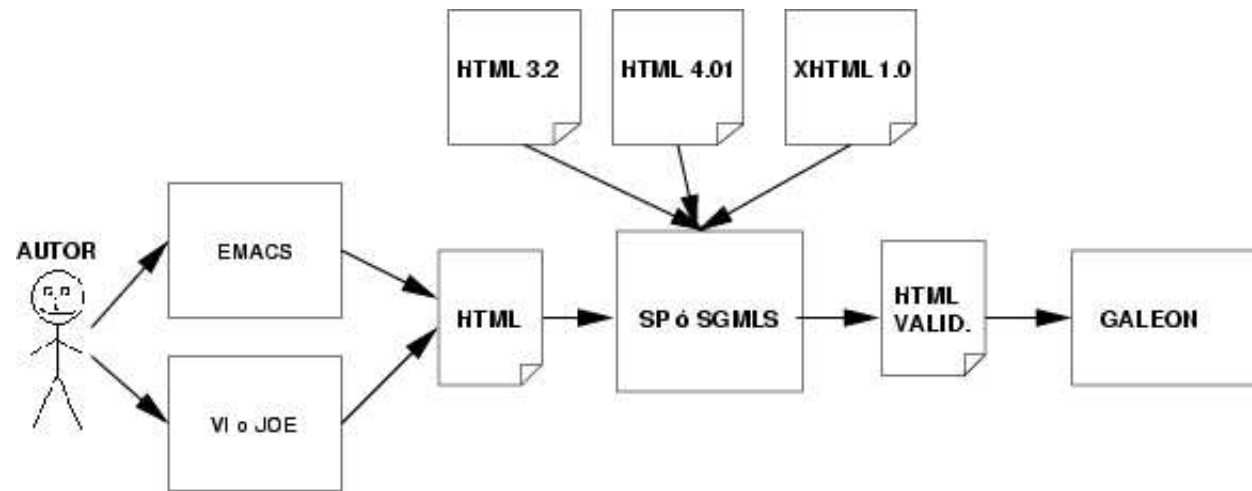 HTML 3.2
HTML 4.01
XHTML 1.0
AUTOR
EMACS
VI o JOE
HTML
SP ó SGMLS
HTML
VALID.
GALEON